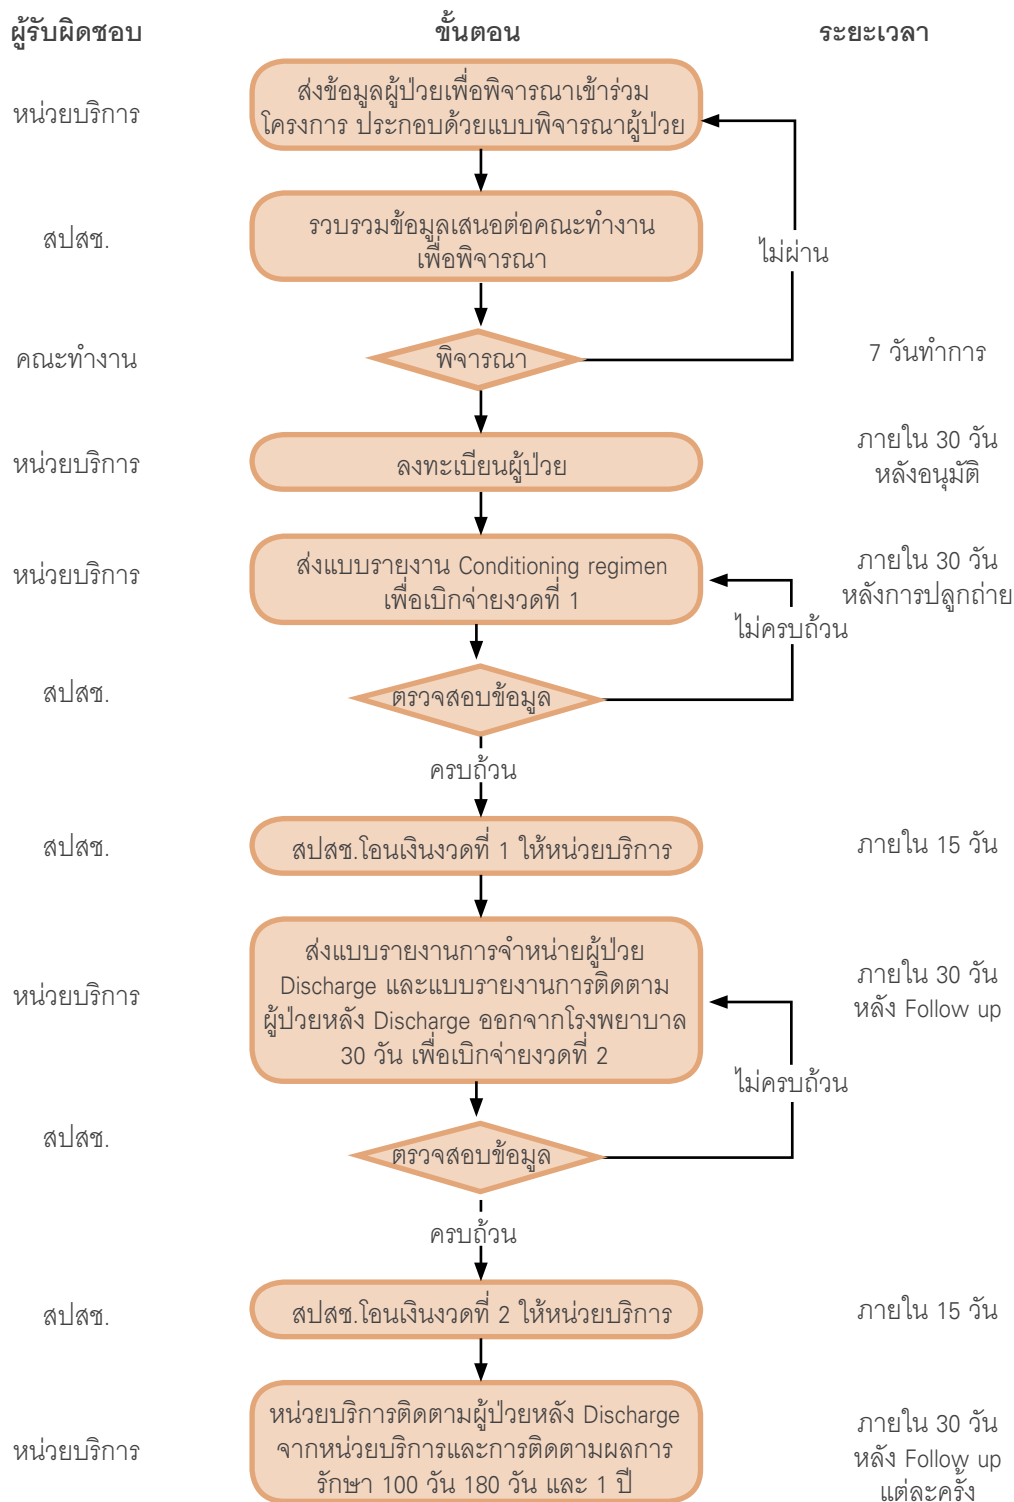 ผู้รับผิดชอบ ขั้นตอน ระยะเวลา
หน่วยบริการ
ส่งข้อมูลผู้ป่วยเพื่อพิจารณาเข้าร่วม
โครงการ ประกอบด้วยแบบพิจารณาผู้ป่วย
สปสช.
รวบรวมข้อมูลเสนอต่อคณะทำงาน
เพื่อพิจารณา
ไม่ผ่าน
คณะทำงาน
พิจารณา
7 วันทำการ
หน่วยบริการ
ลงทะเบียนผู้ป่วย
ภายใน 30 วัน
หลังอนุมัติ
หน่วยบริการ
ส่งแบบรายงาน Conditioning regimen
เพื่อเบิกจ่ายงวดที่ 1
ภายใน 30 วัน
หลังการปลูกถ่าย
ไม่ครบถ้วน
สปสช.
ตรวจสอบข้อมูล
ครบถ้วน
สปสช.
สปสช.โอนเงินงวดที่ 1 ให้หน่วยบริการ
ภายใน 15 วัน
หน่วยบริการ
ส่งแบบรายงานการจำหน่ายผู้ป่วย
Discharge และแบบรายงานการติดตาม
ผู้ป่วยหลัง Discharge ออกจากโรงพยาบาล
30 วัน เพื่อเบิกจ่ายงวดที่ 2
ภายใน 30 วัน
หลัง Follow up
ไม่ครบถ้วน
สปสช.
ตรวจสอบข้อมูล
ครบถ้วน
สปสช.
สปสช.โอนเงินงวดที่ 2 ให้หน่วยบริการ
ภายใน 15 วัน
หน่วยบริการ
หน่วยบริการติดตามผู้ป่วยหลัง Discharge
จากหน่วยบริการและการติดตามผลการ
รักษา 100 วัน 180 วัน และ 1 ปี
ภายใน 30 วัน
หลัง Follow up
แต่ละครั้ง